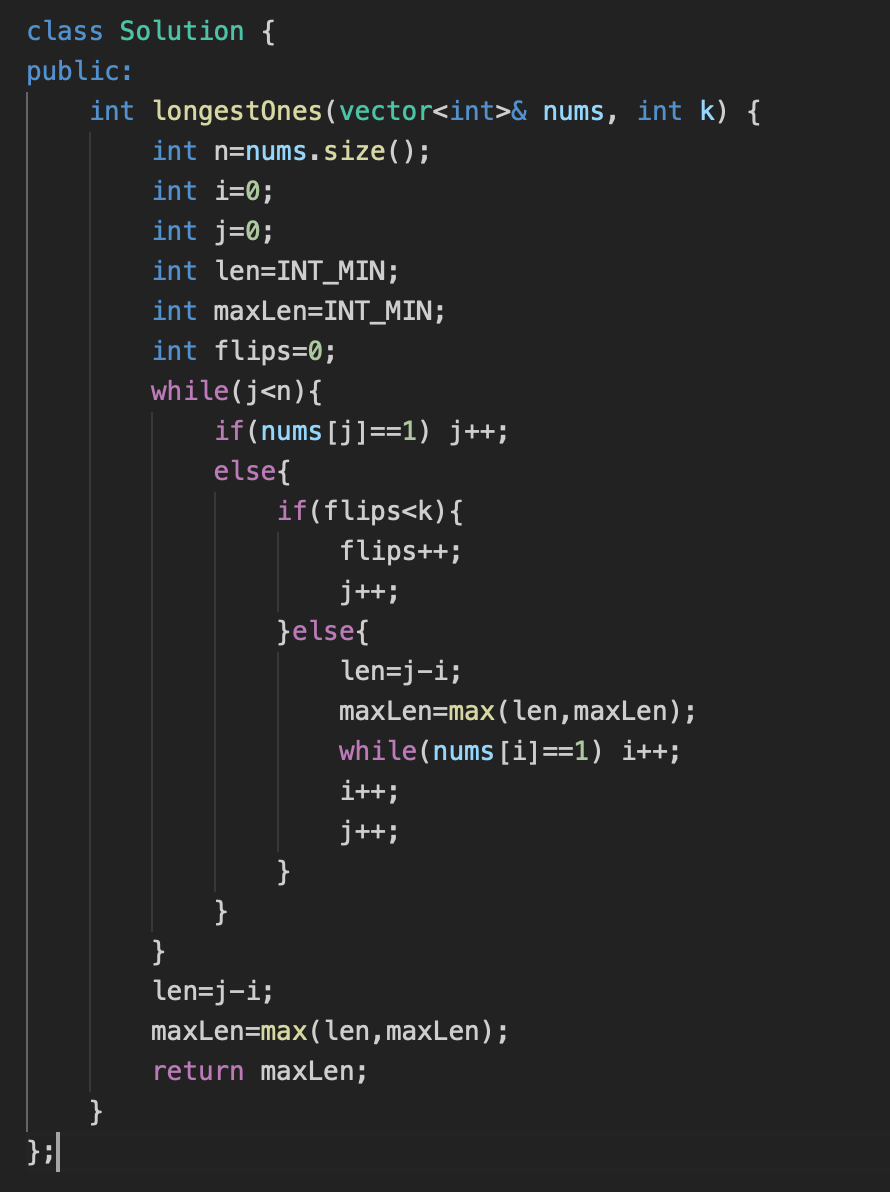 class Solution {
public:
    int longestOnes(vector<int>& nums, int k) {
        int n=nums.size();
        int i=0;
        int j=0;
        int len=INT_MIN;
        int maxLen=INT_MIN;
        int flips=0;
        while(j<n){
            if(nums[j]==1) j++;
            else{
                if(flips<k){
                    flips++;
                    j++;
                }else{
                    len=j-i;
                    maxLen=max(len,maxLen);
                    while(nums[i]==1) i++;
                    i++;
                    j++;
                }
            }
        }
        len=j-i;
        maxLen=max(len,maxLen);
        return maxLen;
    }
};